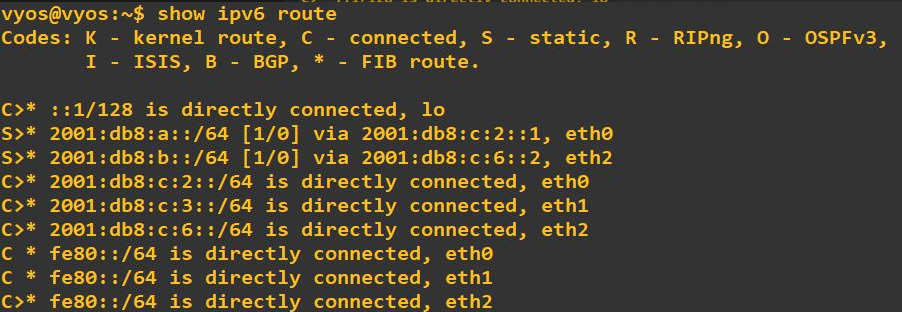 vyos@vyos:~$ show ipv6 route
Codes: K - kernel route, C - connected, S - static, R - RIPng, O - OSPFv3,
       I - ISIS, B - BGP, * - FIB route.

C>* ::1/128 is directly connected, lo
S>* 2001:db8:a::/64 [1/0] via 2001:db8:c:2::1, eth0
S>* 2001:db8:b::/64 [1/0] via 2001:db8:c:6::2, eth2
C>* 2001:db8:c:2::/64 is directly connected, eth0
C>* 2001:db8:c:3::/64 is directly connected, eth1
C>* 2001:db8:c:6::/64 is directly connected, eth2
C * fe80::/64 is directly connected, eth0
C * fe80::/64 is directly connected, eth1
C>* fe80::/64 is directly connected, eth2